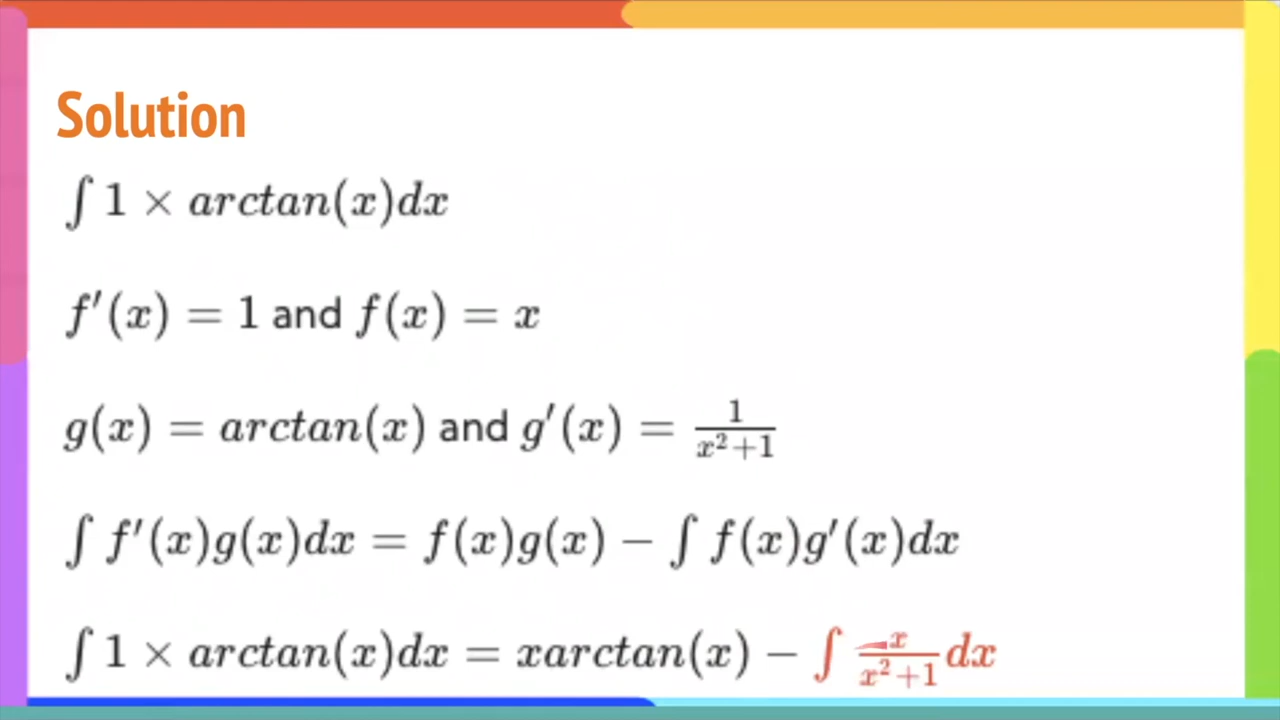 Solution
∫ 1 × arctan(x)dx
f′(x) = 1 and f(x) = x
g(x) = arctan(x) and g′(x) = 1/(x²+1)
∫ f′(x)g(x)dx = f(x)g(x) − ∫ f(x)g′(x)dx
∫ 1 × arctan(x)dx = xarctan(x) − ∫ x/(x²+1) dx